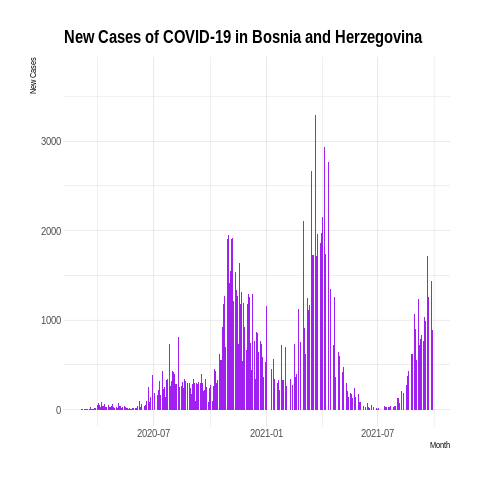 New Cases of COVID-19 in Bosnia and Herzegovina
New Cases
3000
2000
1000
0
2020-07
2021-01
2021-07
Month